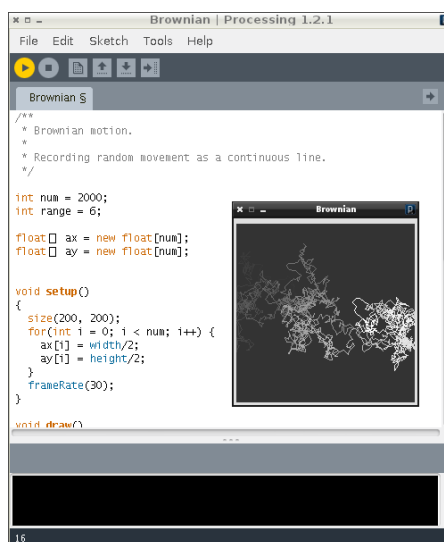 Brownian | Processing 1.2.1
File Edit Sketch Tools Help
Brownian §
/**
 * Brownian motion.
 *
 * Recording random movement as a continuous line.
 */
int num = 2000;
int range = 6;
float[] ax = new float[num];
float[] ay = new float[num];
void setup()
{
  size(200, 200);
  for(int i = 0; i < num; i++) {
    ax[i] = width/2;
    ay[i] = height/2;
  }
  frameRate(30);
}
void draw()
Brownian
16